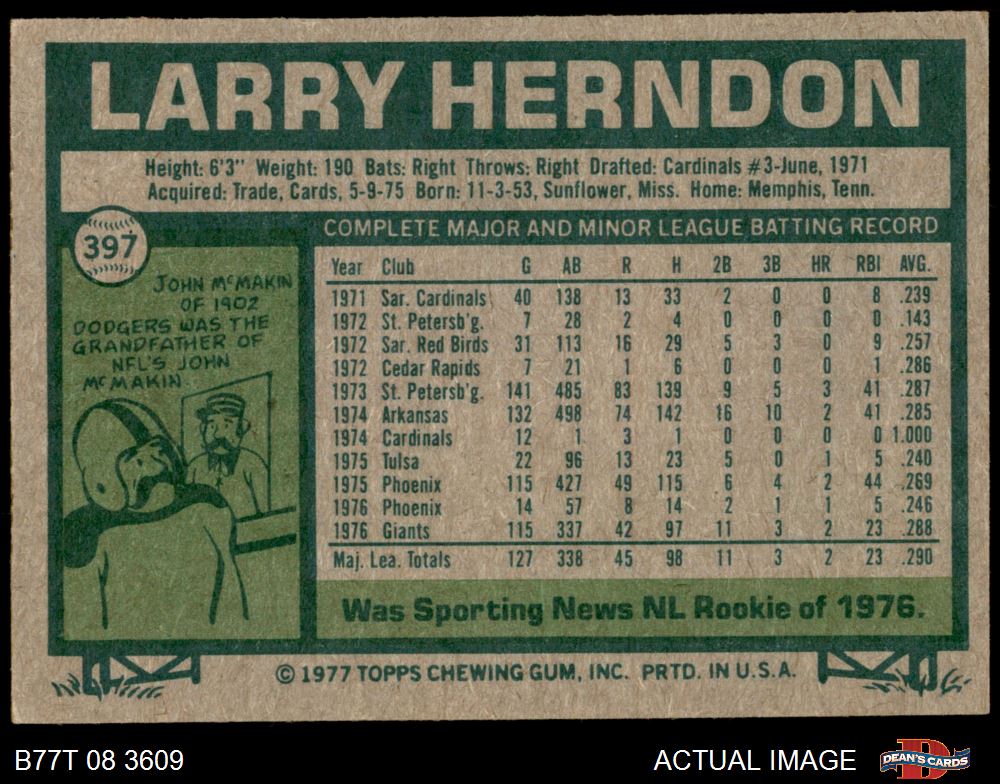 LARRY HERNDON
Height: 6'3" Weight: 190 Bats: Right Throws: Right Drafted: Cardinals #3-June, 1971
Acquired: Trade, Cards, 5-9-75 Born: 11-3-53, Sunflower, Miss. Home: Memphis, Tenn.
397
JOHN McMAKIN
OF 1902
DODGERS WAS THE
GRANDFATHER OF
NFL'S JOHN
McMAKIN
COMPLETE MAJOR AND MINOR LEAGUE BATTING RECORD
Year Club G AB R H 2B 3B HR RBI AVG.
1971 Sar. Cardinals 40 138 13 33 2 0 0 8 .239
1972 St. Petersb'g. 7 28 2 4 0 0 0 0 .143
1972 Sar. Red Birds 31 113 16 29 5 3 0 9 .257
1972 Cedar Rapids 7 21 1 6 0 0 0 1 .286
1973 St. Petersb'g. 141 485 83 139 9 5 3 41 .287
1974 Arkansas 132 498 74 142 16 10 2 41 .285
1974 Cardinals 12 1 3 1 0 0 0 0 1.000
1975 Tulsa 22 96 13 23 5 0 1 5 .240
1975 Phoenix 115 427 49 115 6 4 2 44 .269
1976 Phoenix 14 57 8 14 2 1 1 5 .246
1976 Giants 115 337 42 97 11 3 2 23 .288
Maj. Lea. Totals 127 338 45 98 11 3 2 23 .290
Was Sporting News NL Rookie of 1976.
© 1977 TOPPS CHEWING GUM, INC. PRTD. IN U.S.A.
B77T 08 3609
ACTUAL IMAGE
DEAN'S CARDS